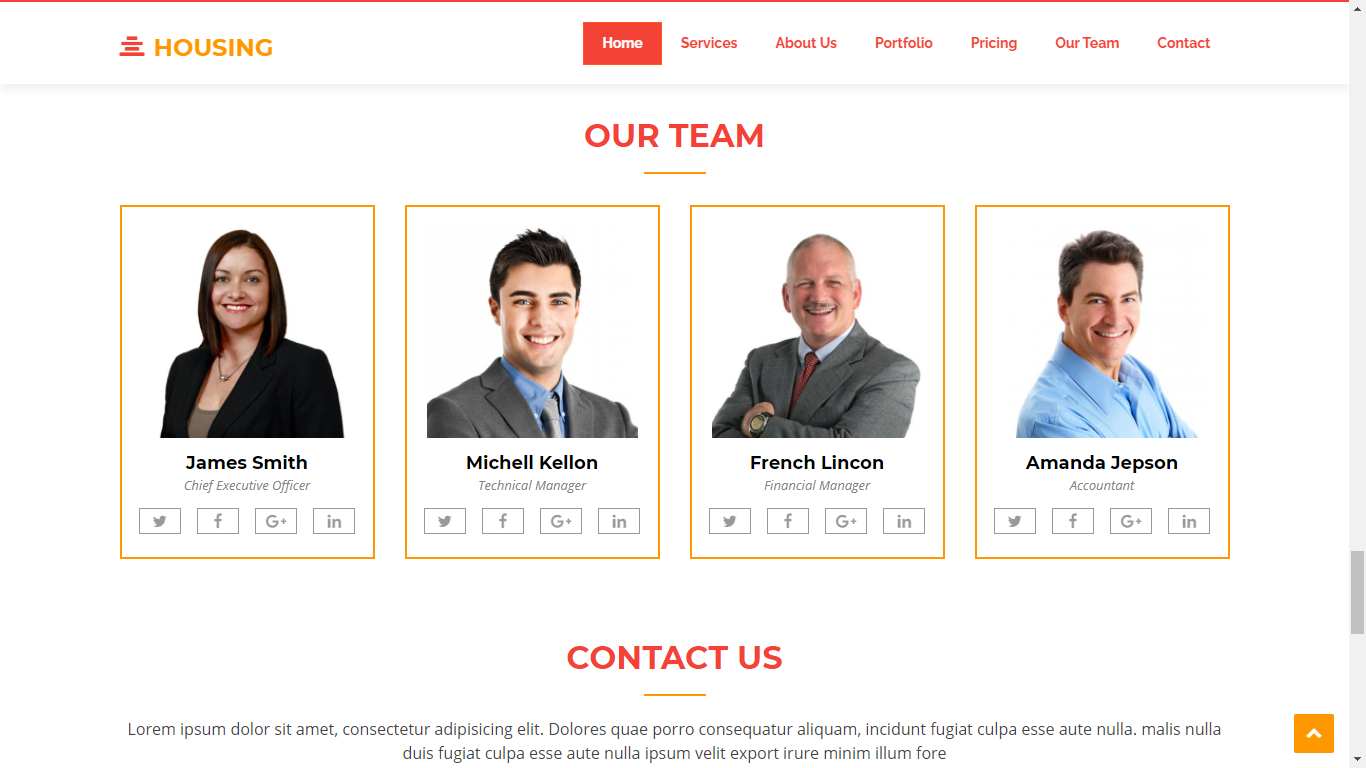 HOUSING
Home Services About Us Portfolio Pricing Our Team Contact
OUR TEAM
James Smith
Chief Executive Officer
Michell Kellon
Technical Manager
French Lincon
Financial Manager
Amanda Jepson
Accountant
CONTACT US
Lorem ipsum dolor sit amet, consectetur adipisicing elit. Dolores quae porro consequatur aliquam, incidunt fugiat culpa esse aute nulla. malis nulla
duis fugiat culpa esse aute nulla ipsum velit export irure minim illum fore